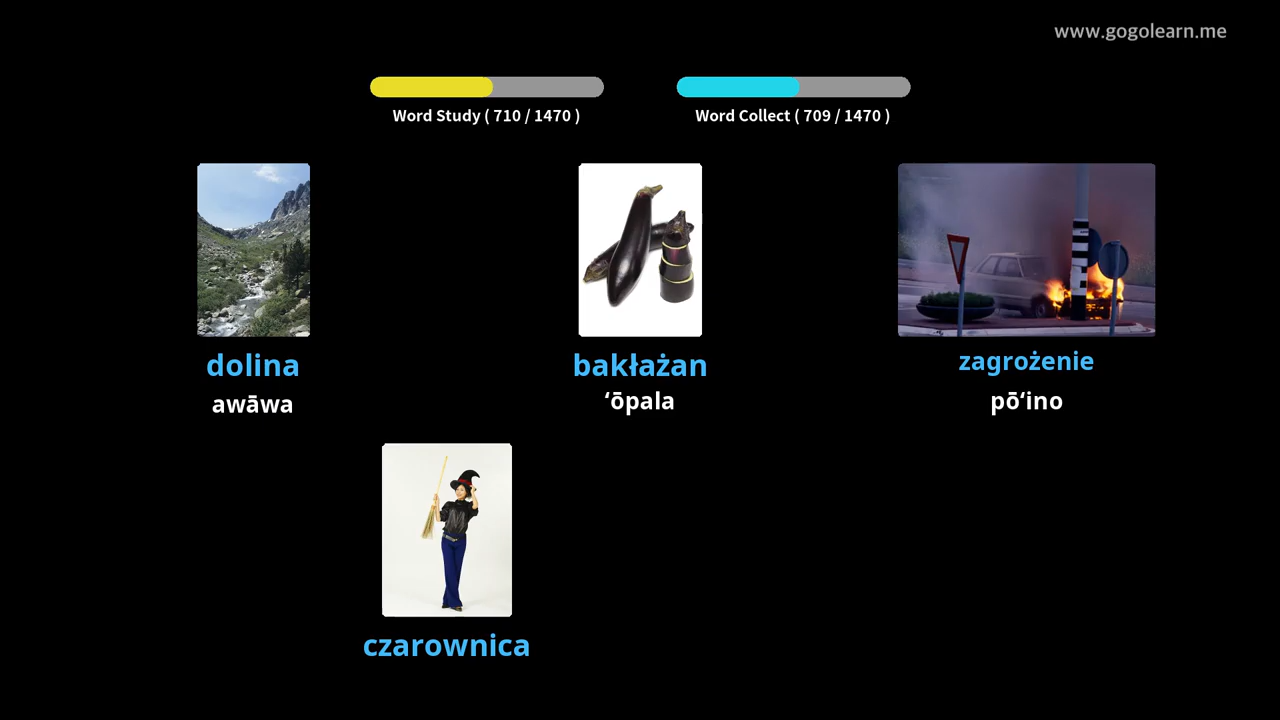 www.gogolearn.me
Word Study ( 710 / 1470 )
Word Collect ( 709 / 1470 )
dolina
awāwa
bakłażan
ʻōpala
zagrożenie
pōʻino
czarownica